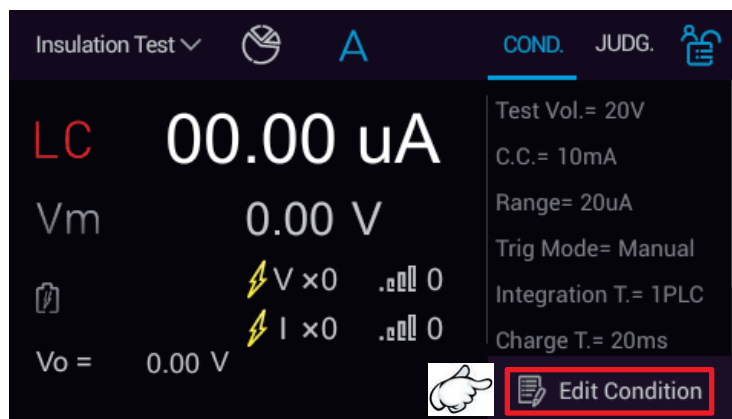 Insulation Test
A
COND.
JUDG.
LC 00.00 uA
Vm 0.00 V
V ×0 0
I ×0 0
Vo = 0.00 V
Test Vol.= 20V
C.C.= 10mA
Range= 20uA
Trig Mode= Manual
Integration T.= 1PLC
Charge T.= 20ms
Edit Condition